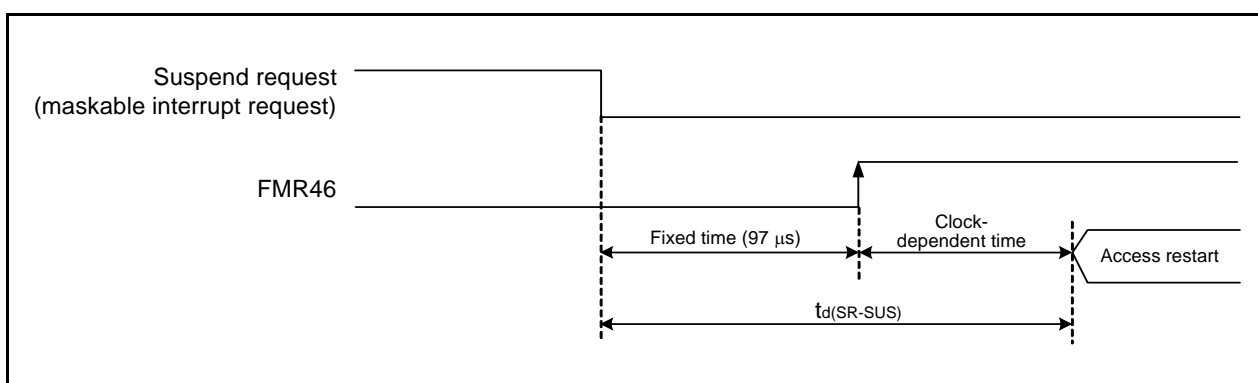 Suspend request
(maskable interrupt request)
FMR46
Fixed time (97 μs)
Clock-
dependent time
Access restart
td(SR-SUS)